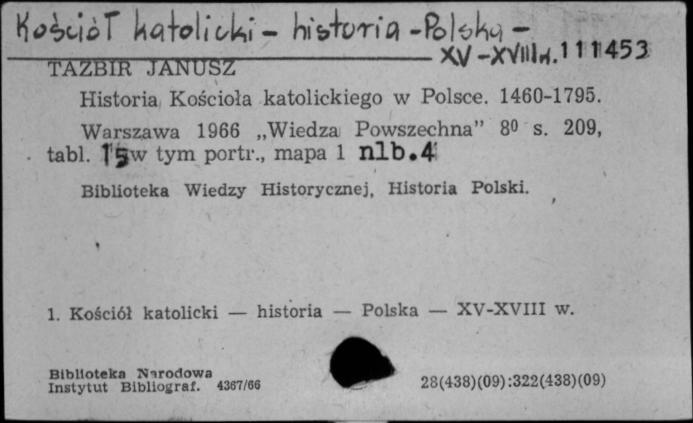 Kościół katolicki - historia - Polska -
XV-XVIII w. 111453
TAZBIR JANUSZ
Historia Kościoła katolickiego w Polsce. 1460-1795.
Warszawa 1966 „Wiedza Powszechna” 8⁰ s. 209,
tabl. 15 w tym portr., mapa 1 nlb. 4
Biblioteka Wiedzy Historycznej, Historia Polski.
1. Kościół katolicki — historia — Polska — XV-XVIII w.
Biblioteka Narodowa
Instytut Bibliograf. 4367/66
28(438)(09):322(438)(09)